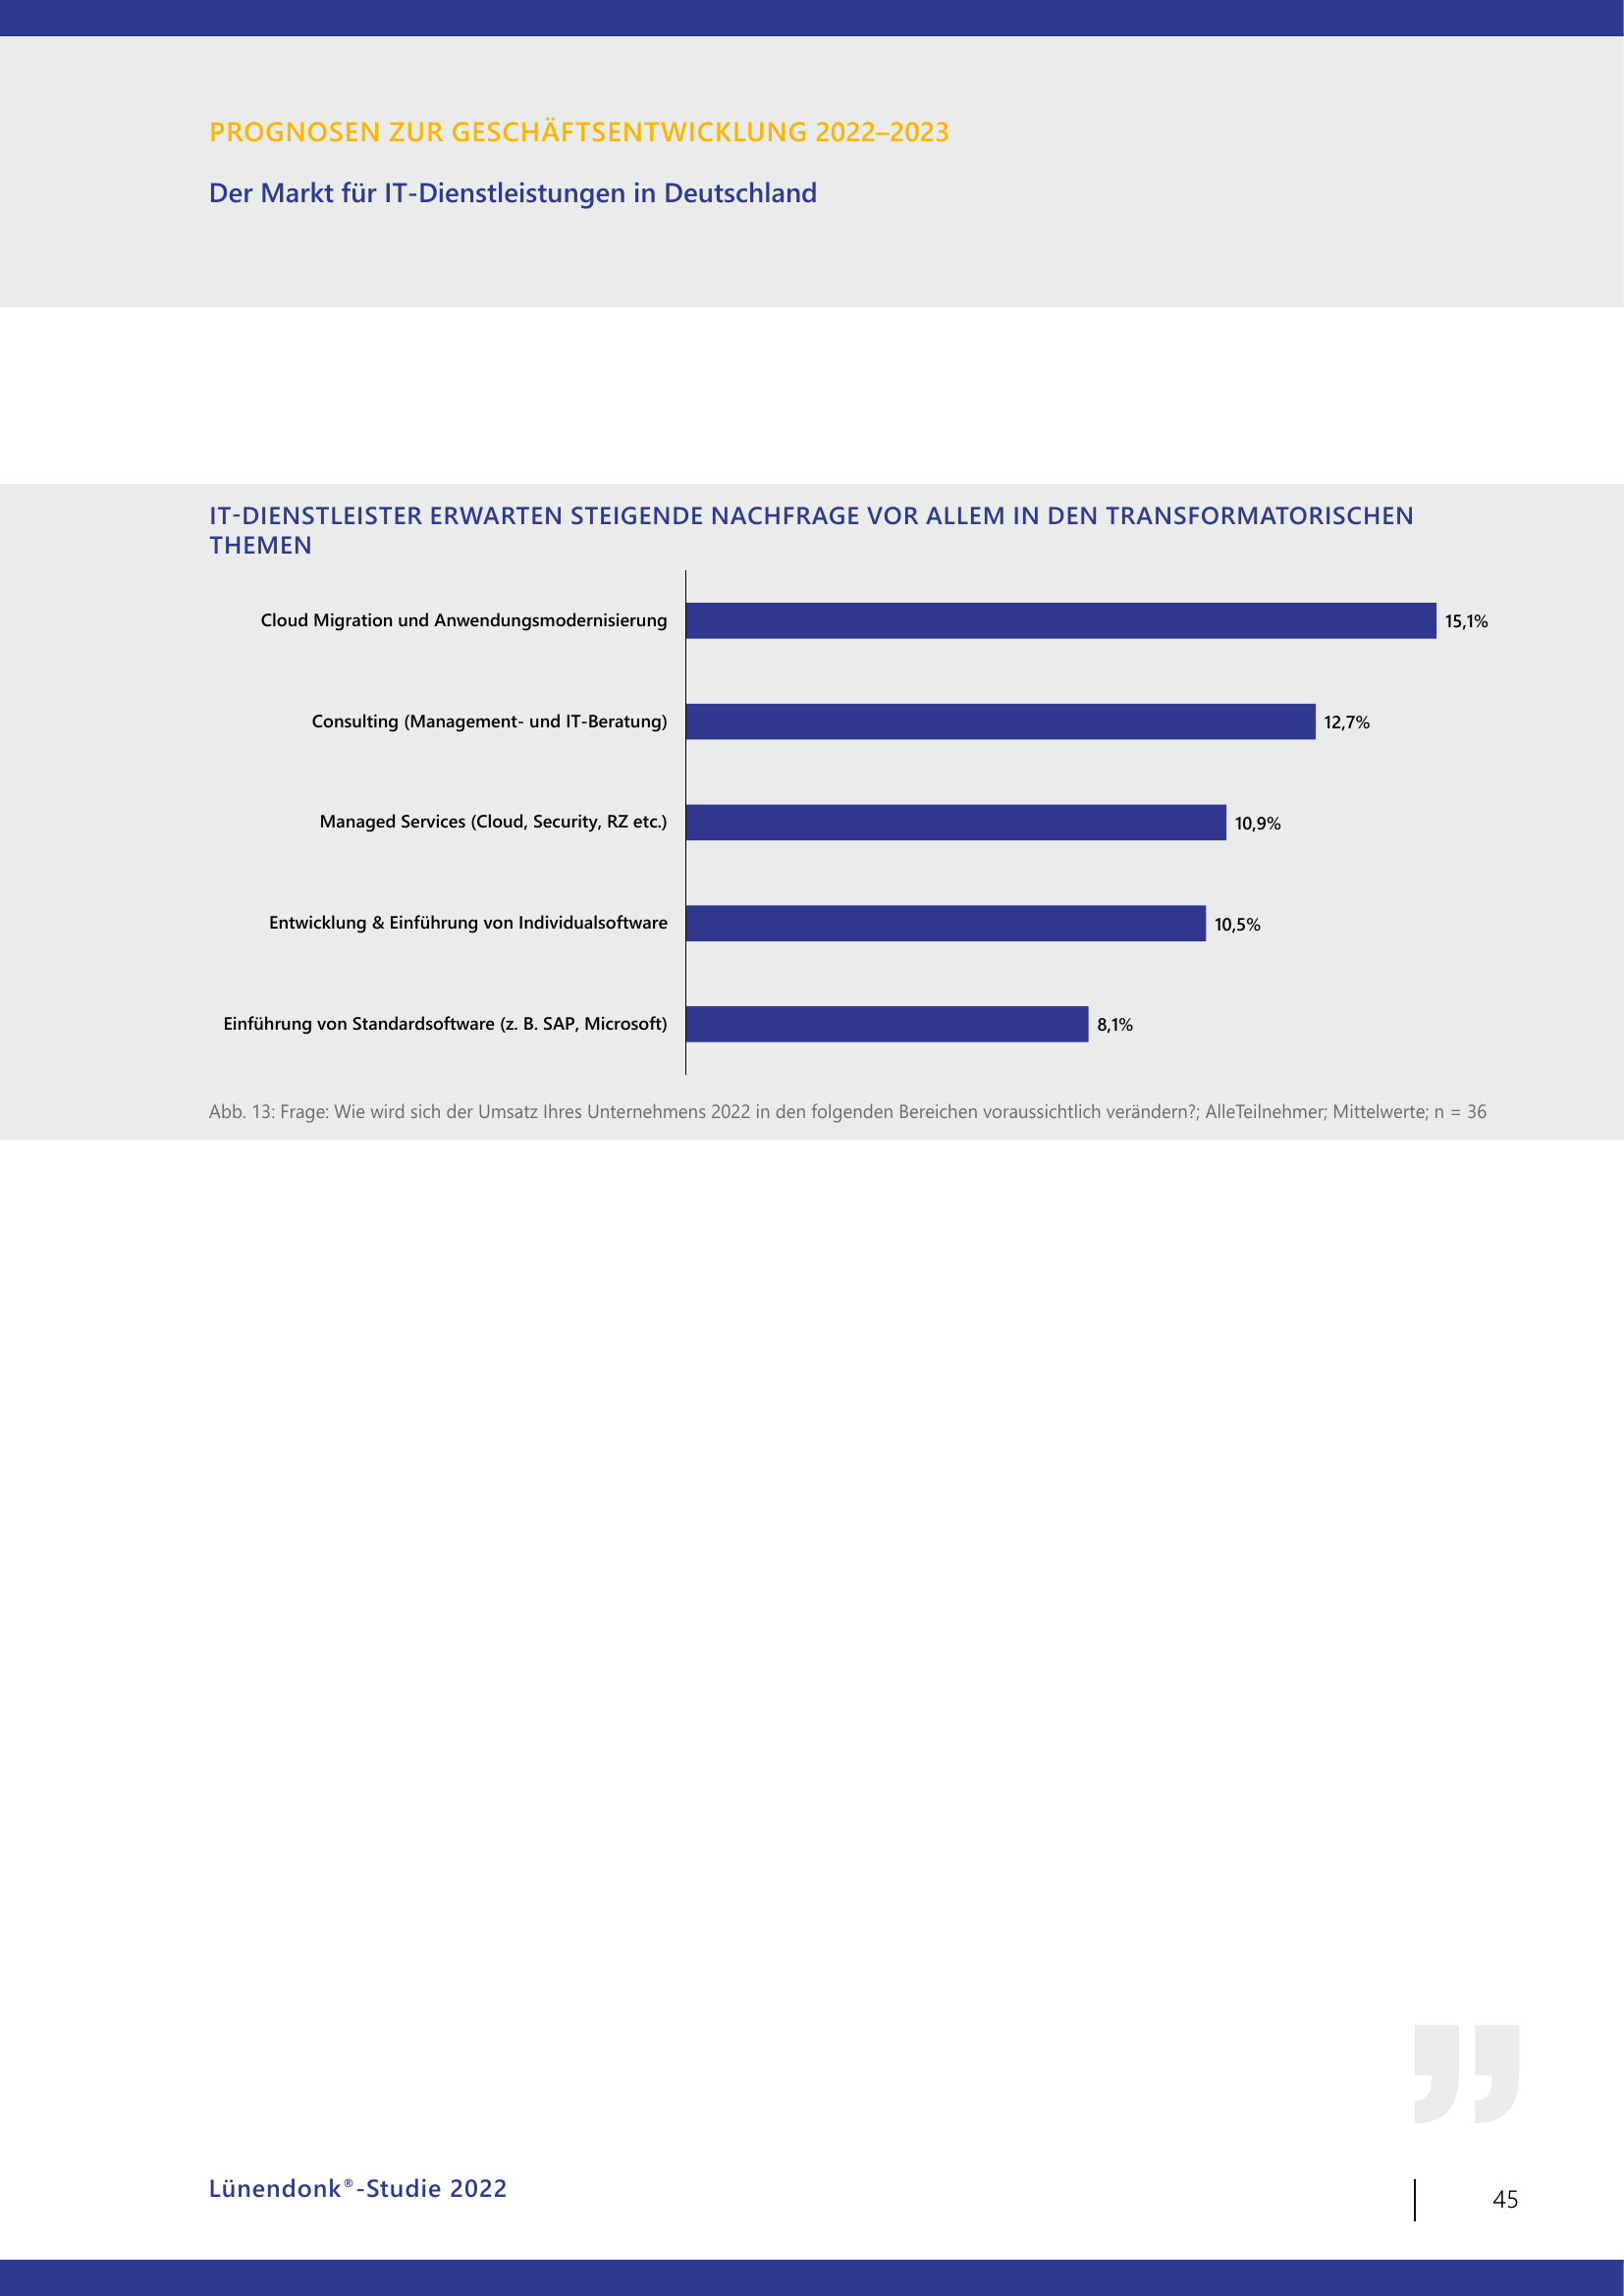 PROGNOSEN ZUR GESCHÄFTSENTWICKLUNG 2022–2023
Der Markt für IT-Dienstleistungen in Deutschland
IT-DIENSTLEISTER ERWARTEN STEIGENDE NACHFRAGE VOR ALLEM IN DEN TRANSFORMATORISCHEN
THEMEN
Cloud Migration und Anwendungsmodernisierung 15,1%
Consulting (Management- und IT-Beratung) 12,7%
Managed Services (Cloud, Security, RZ etc.) 10,9%
Entwicklung & Einführung von Individualsoftware 10,5%
Einführung von Standardsoftware (z. B. SAP, Microsoft) 8,1%
Abb. 13: Frage: Wie wird sich der Umsatz Ihres Unternehmens 2022 in den folgenden Bereichen voraussichtlich verändern?; AlleTeilnehmer; Mittelwerte; n = 36
Lünendonk®-Studie 2022
45